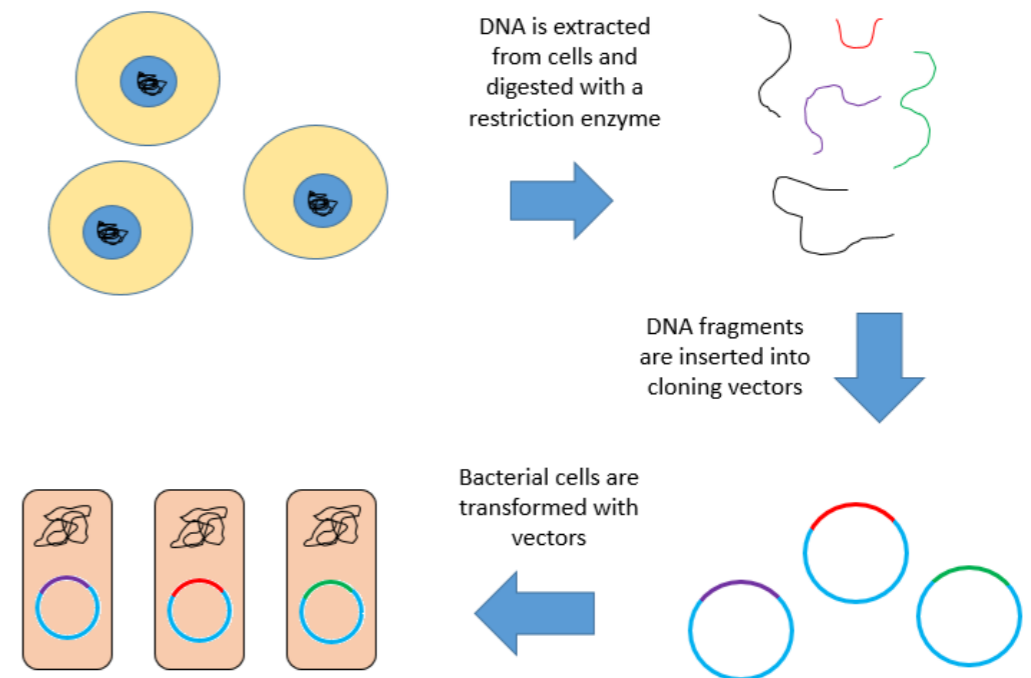 DNA is extracted
from cells and
digested with a
restriction enzyme
DNA fragments
are inserted into
cloning vectors
Bacterial cells are
transformed with
vectors